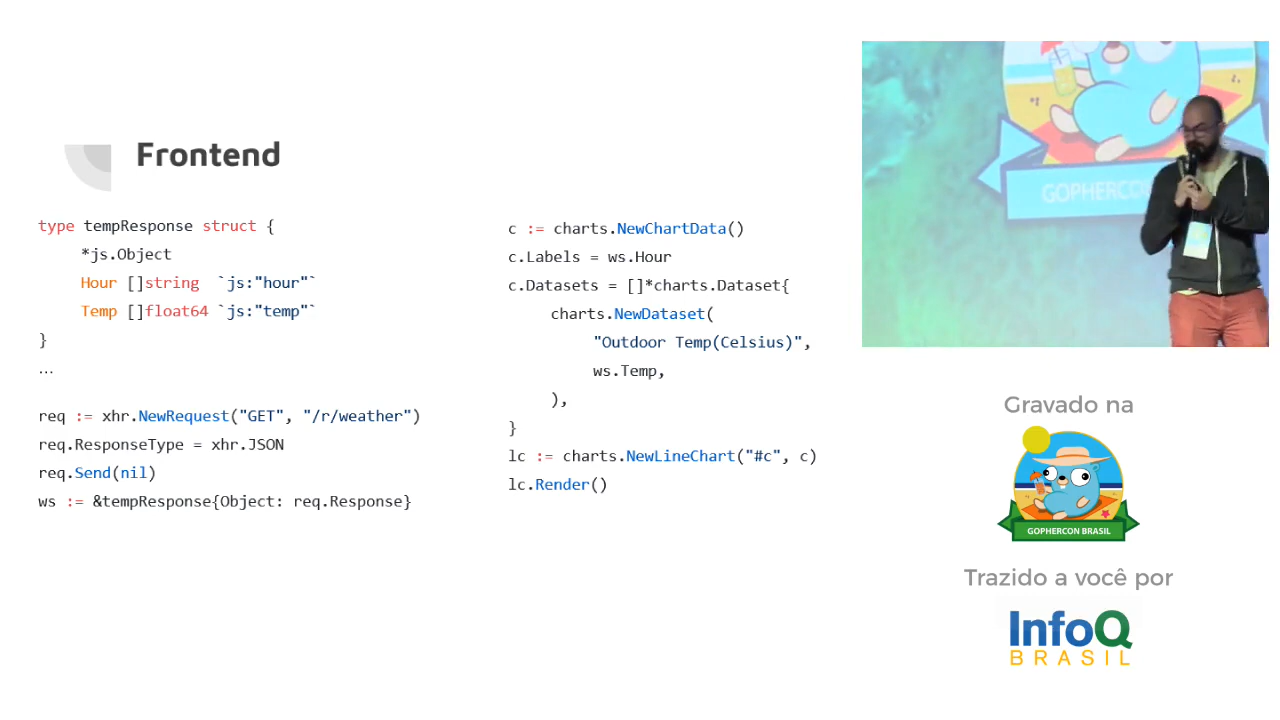 Frontend
type tempResponse struct {
*js.Object
Hour []string `js:"hour"`
Temp []float64 `js:"temp"`
}
...
req := xhr.NewRequest("GET", "/r/weather")
req.ResponseType = xhr.JSON
req.Send(nil)
ws := &tempResponse{Object: req.Response}
c := charts.NewChartData()
c.Labels = ws.Hour
c.Datasets = []*charts.Dataset{
charts.NewDataset(
"Outdoor Temp(Celsius)",
ws.Temp,
),
}
lc := charts.NewLineChart("#c", c)
lc.Render()
GOPHERCON
Gravado na
GOPHERCON BRASIL
Trazido a você por
InfoQ
BRASIL